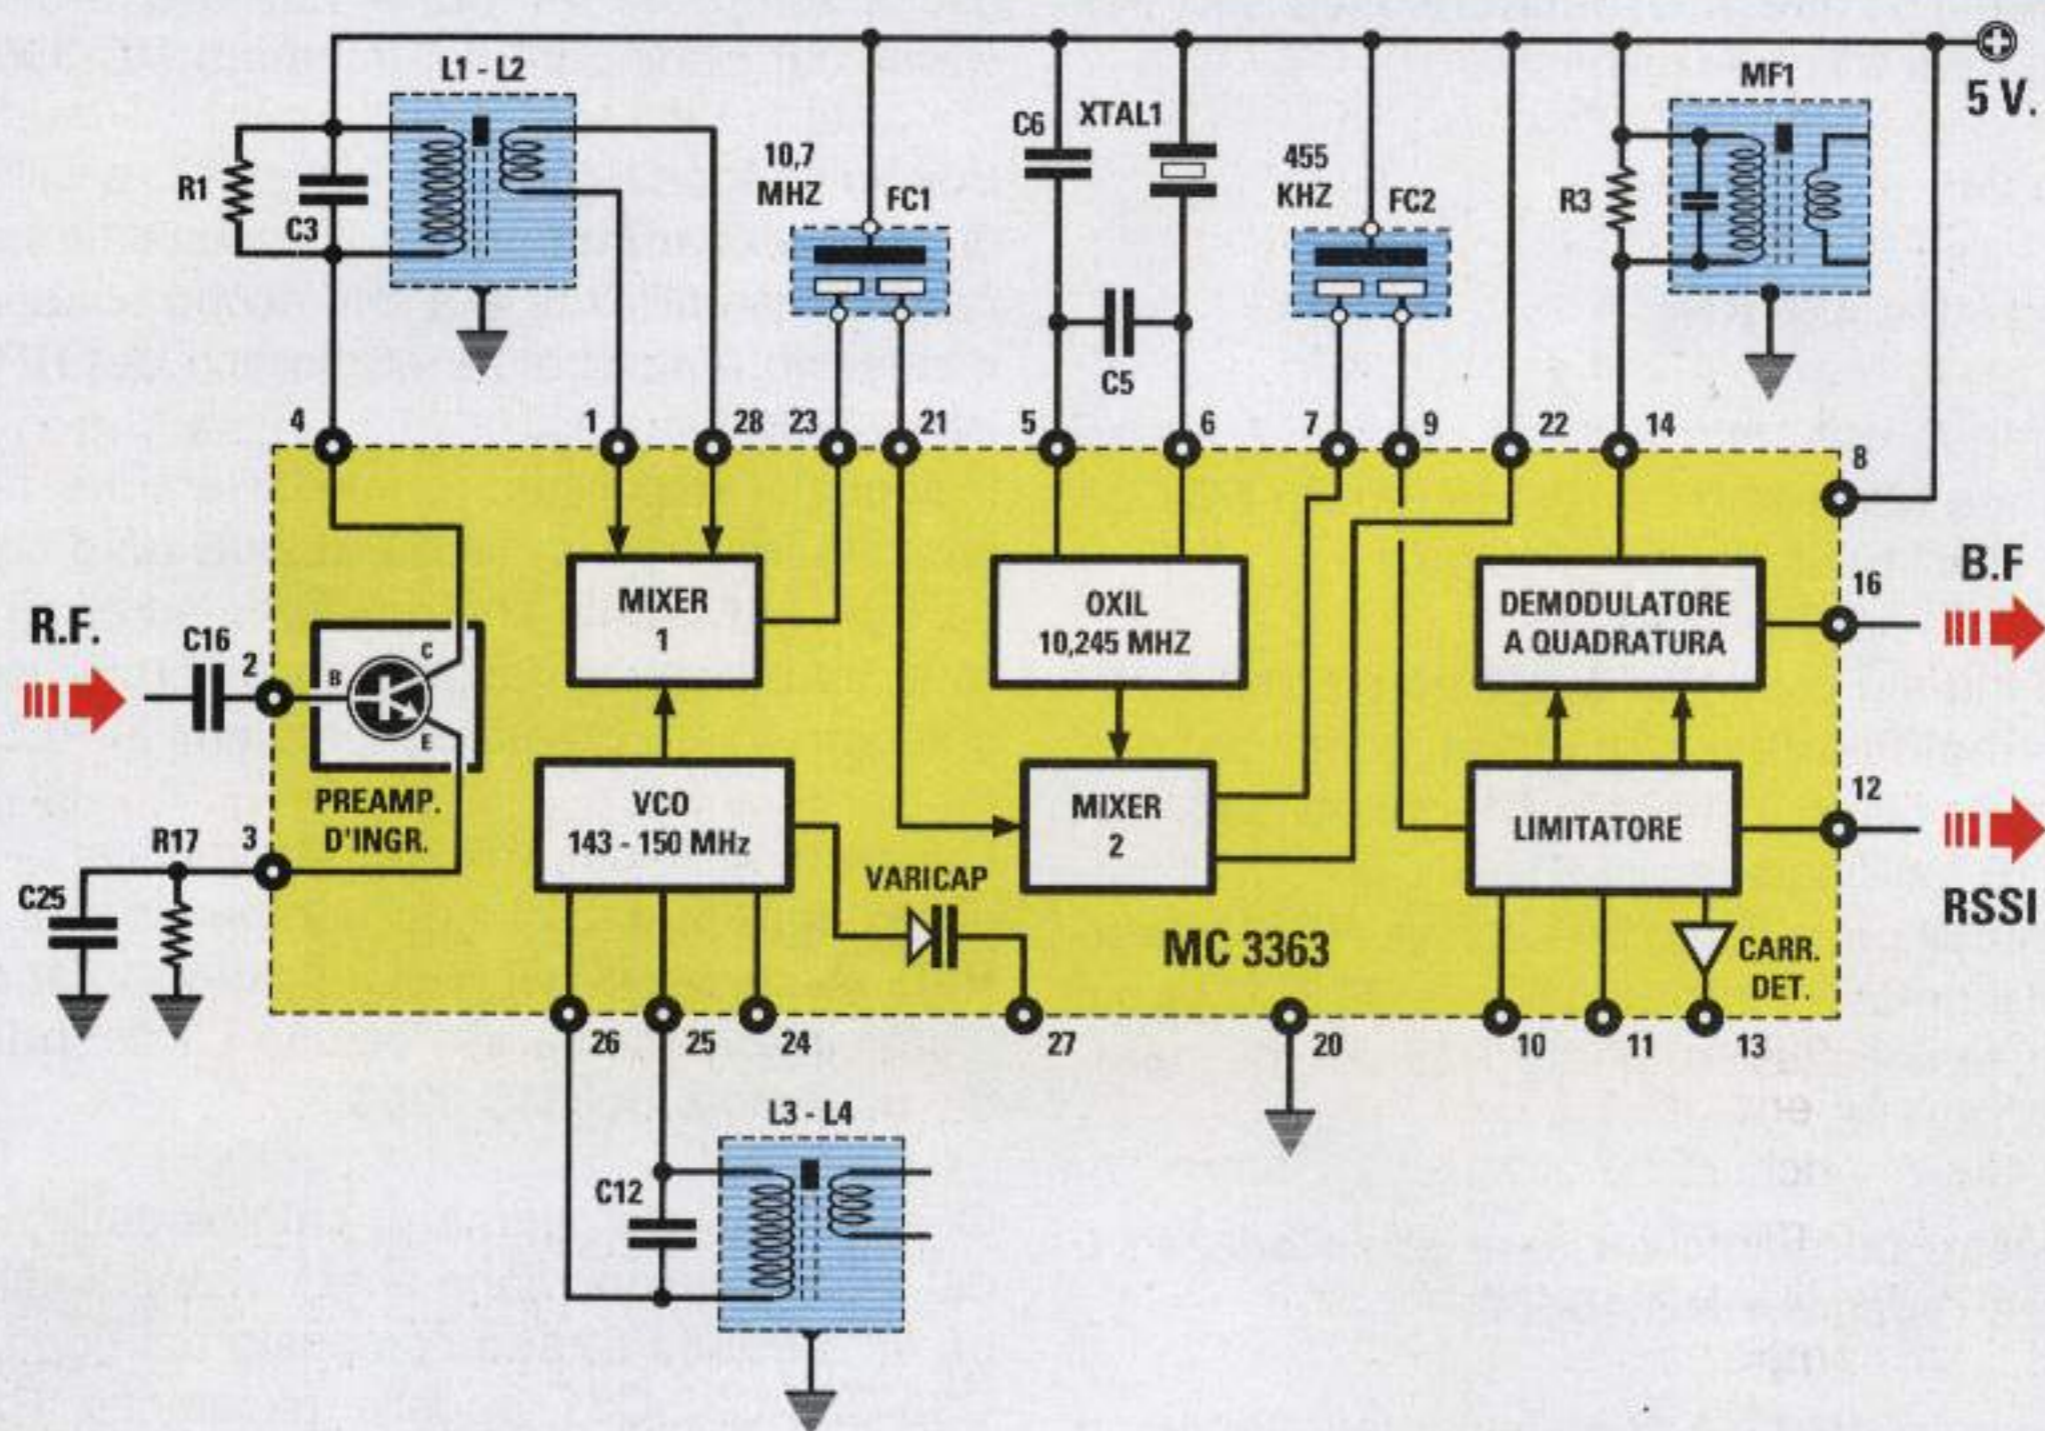 5 V.
L1 - L2
MF1
C6
XTAL1
10,7
MHZ
FC1
455
KHZ
FC2
R1
C3
R3
C5
4
1
28
23
21
5
6
7
9
22
14
8
MIXER
1
OXIL
10,245 MHZ
DEMODULATORE
A QUADRATURA
16
B.F
R.F.
C16
2
B
C
E
PREAMP.
D'INGR.
VCO
143 - 150 MHz
MIXER
2
LIMITATORE
12
RSSI
R17
3
C25
VARICAP
MC 3363
CARR.
DET.
26
25
24
27
20
10
11
13
L3 - L4
C12